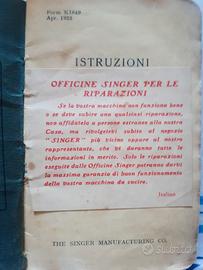 Form K1849
Apr. 1922
ISTRUZIONI
OFFICINE SINGER PER LE
RIPARAZIONI
Se la vostra macchina non funziona bene
o se deve subire una qualsiasi riparazione,
non affidatela a persone estranee alla nostra
Casa, ma rivolgetevi subito al negozio
"SINGER" più vicino oppure al nostro
rappresentante, che vi daranno tutte le
informazioni in merito. Solo le riparazioni
eseguite dalle Officine Singer potranno darvi
la massima garanzia di buon funzionamento
della vostra macchina da cucire.
Italian
THE SINGER MANUFACTURING CO.
subito